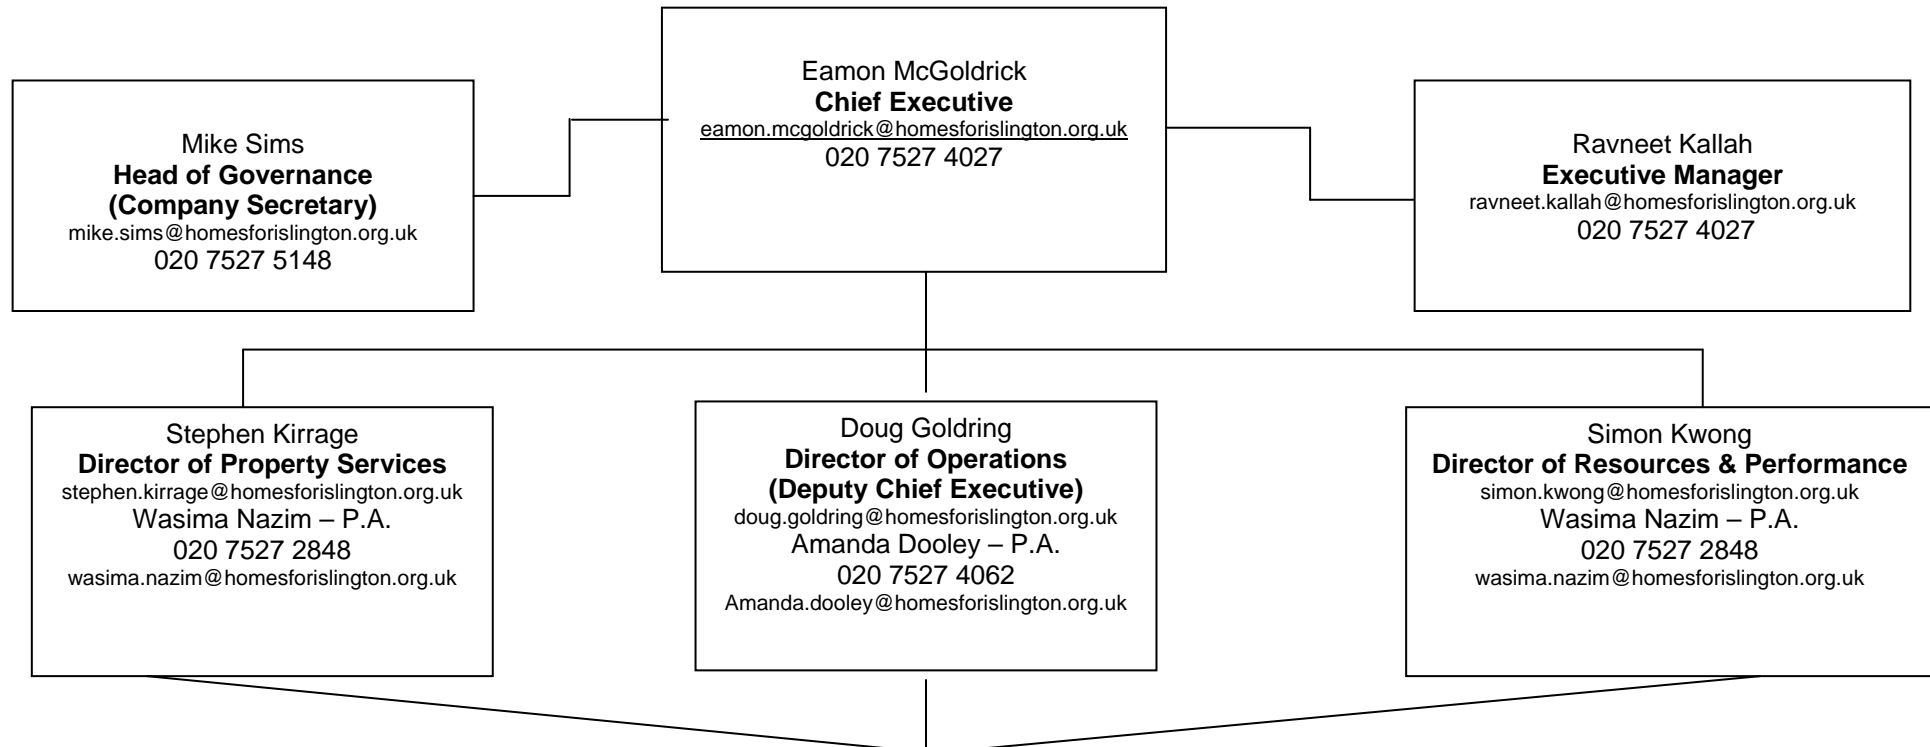 Eamon McGoldrick
Chief Executive
eamon.mcgoldrick@homesforislington.org.uk
020 7527 4027
Mike Sims
Head of Governance
(Company Secretary)
mike.sims@homesforislington.org.uk
020 7527 5148
Ravneet Kallah
Executive Manager
ravneet.kallah@homesforislington.org.uk
020 7527 4027
Stephen Kirrage
Director of Property Services
stephen.kirrage@homesforislington.org.uk
Wasima Nazim – P.A.
020 7527 2848
wasima.nazim@homesforislington.org.uk
Doug Goldring
Director of Operations
(Deputy Chief Executive)
doug.goldring@homesforislington.org.uk
Amanda Dooley – P.A.
020 7527 4062
Amanda.dooley@homesforislington.org.uk
Simon Kwong
Director of Resources & Performance
simon.kwong@homesforislington.org.uk
Wasima Nazim – P.A.
020 7527 2848
wasima.nazim@homesforislington.org.uk